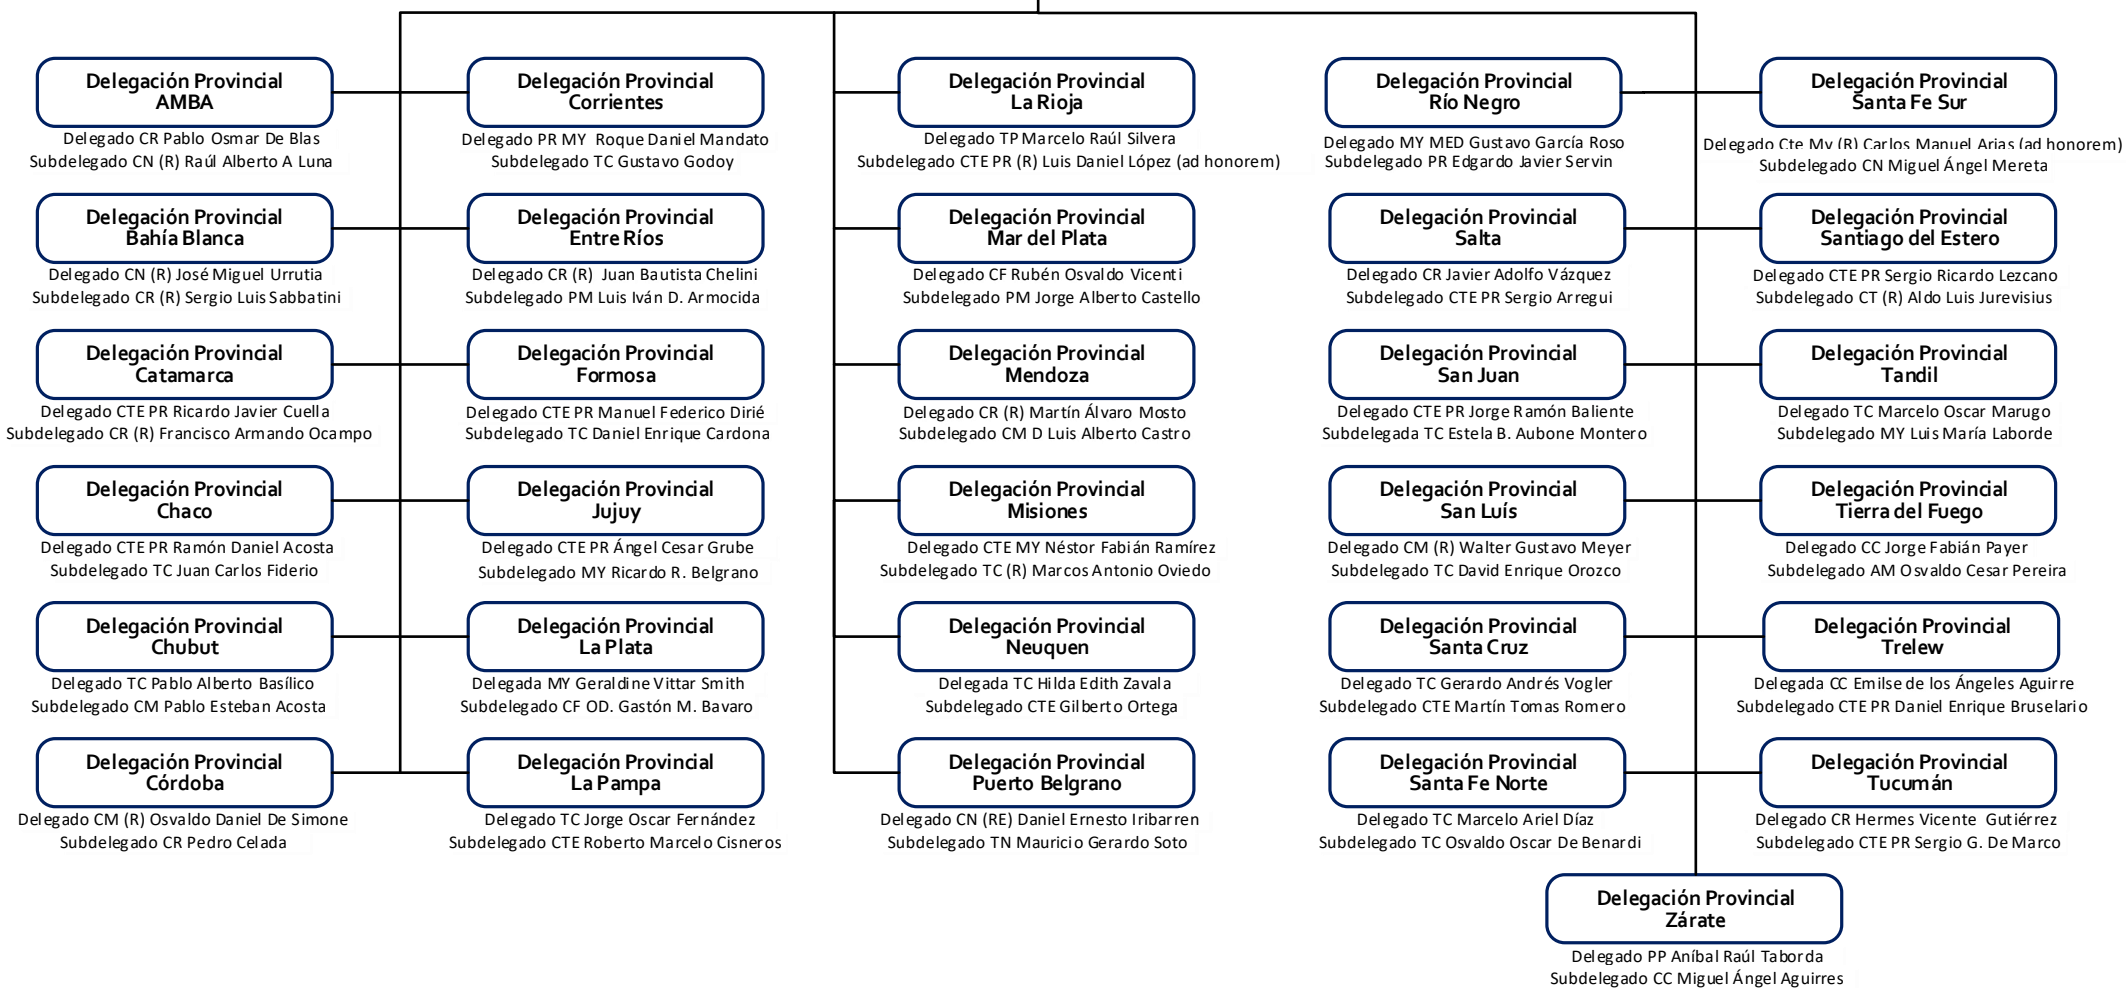 Delegación Provincial
AMBA
Delegado CR Pablo Osmar De Blas
Subdelegado CN (R) Raúl Alberto A Luna
Delegación Provincial
Corrientes
Delegado PR MY Roque Daniel Mandato
Subdelegado TC Gustavo Godoy
Delegación Provincial
La Rioja
Delegado TP Marcelo Raúl Silvera
Subdelegado CTE PR (R) Luis Daniel López (ad honorem)
Delegación Provincial
Río Negro
Delegado MY MED Gustavo García Roso
Subdelegado PR Edgardo Javier Servin
Delegación Provincial
Santa Fe Sur
Delegado Cte My (R) Carlos Manuel Arias (ad honorem)
Subdelegado CN Miguel Ángel Mereta
Delegación Provincial
Bahía Blanca
Delegado CN (R) José Miguel Urrutia
Subdelegado CR (R) Sergio Luis Sabbatini
Delegación Provincial
Entre Ríos
Delegado CR (R) Juan Bautista Chelini
Subdelegado PM Luis Iván D. Armocida
Delegación Provincial
Mar del Plata
Delegado CF Rubén Osvaldo Vicenti
Subdelegado PM Jorge Alberto Castello
Delegación Provincial
Salta
Delegado CR Javier Adolfo Vázquez
Subdelegado CTE PR Sergio Arregui
Delegación Provincial
Santiago del Estero
Delegado CTE PR Sergio Ricardo Lezcano
Subdelegado CT (R) Aldo Luis Jurevisius
Delegación Provincial
Catamarca
Delegado CTE PR Ricardo Javier Cuella
Subdelegado CR (R) Francisco Armando Ocampo
Delegación Provincial
Formosa
Delegado CTE PR Manuel Federico Dirié
Subdelegado TC Daniel Enrique Cardona
Delegación Provincial
Mendoza
Delegado CR (R) Martín Álvaro Mosto
Subdelegado CM D Luis Alberto Castro
Delegación Provincial
San Juan
Delegado CTE PR Jorge Ramón Baliente
Subdelegada TC Estela B. Aubone Montero
Delegación Provincial
Tandil
Delegado TC Marcelo Oscar Marugo
Subdelegado MY Luis María Laborde
Delegación Provincial
Chaco
Delegado CTE PR Ramón Daniel Acosta
Subdelegado TC Juan Carlos Fiderio
Delegación Provincial
Jujuy
Delegado CTE PR Ángel Cesar Grube
Subdelegado MY Ricardo R. Belgrano
Delegación Provincial
Misiones
Delegado CTE MY Néstor Fabián Ramírez
Subdelegado TC (R) Marcos Antonio Oviedo
Delegación Provincial
San Luís
Delegado CM (R) Walter Gustavo Meyer
Subdelegado TC David Enrique Orozco
Delegación Provincial
Tierra del Fuego
Delegado CC Jorge Fabián Payer
Subdelegado AM Osvaldo Cesar Pereira
Delegación Provincial
Chubut
Delegado TC Pablo Alberto Basílico
Subdelegado CM Pablo Esteban Acosta
Delegación Provincial
La Plata
Delegada MY Geraldine Vittar Smith
Subdelegado CF OD. Gastón M. Bavaro
Delegación Provincial
Neuquen
Delegada TC Hilda Edith Zavala
Subdelegado CTE Gilberto Ortega
Delegación Provincial
Santa Cruz
Delegado TC Gerardo Andrés Vogler
Subdelegado CTE Martín Tomas Romero
Delegación Provincial
Trelew
Delegada CC Emilse de los Ángeles Aguirre
Subdelegado CTE PR Daniel Enrique Bruselario
Delegación Provincial
Córdoba
Delegado CM (R) Osvaldo Daniel De Simone
Subdelegado CR Pedro Celada
Delegación Provincial
La Pampa
Delegado TC Jorge Oscar Fernández
Subdelegado CTE Roberto Marcelo Cisneros
Delegación Provincial
Puerto Belgrano
Delegado CN (RE) Daniel Ernesto Iribarren
Subdelegado TN Mauricio Gerardo Soto
Delegación Provincial
Santa Fe Norte
Delegado TC Marcelo Ariel Díaz
Subdelegado TC Osvaldo Oscar De Benardi
Delegación Provincial
Tucumán
Delegado CR Hermes Vicente Gutiérrez
Subdelegado CTE PR Sergio G. De Marco
Delegación Provincial
Zárate
Delegado PP Aníbal Raúl Taborda
Subdelegado CC Miguel Ángel Aguirres